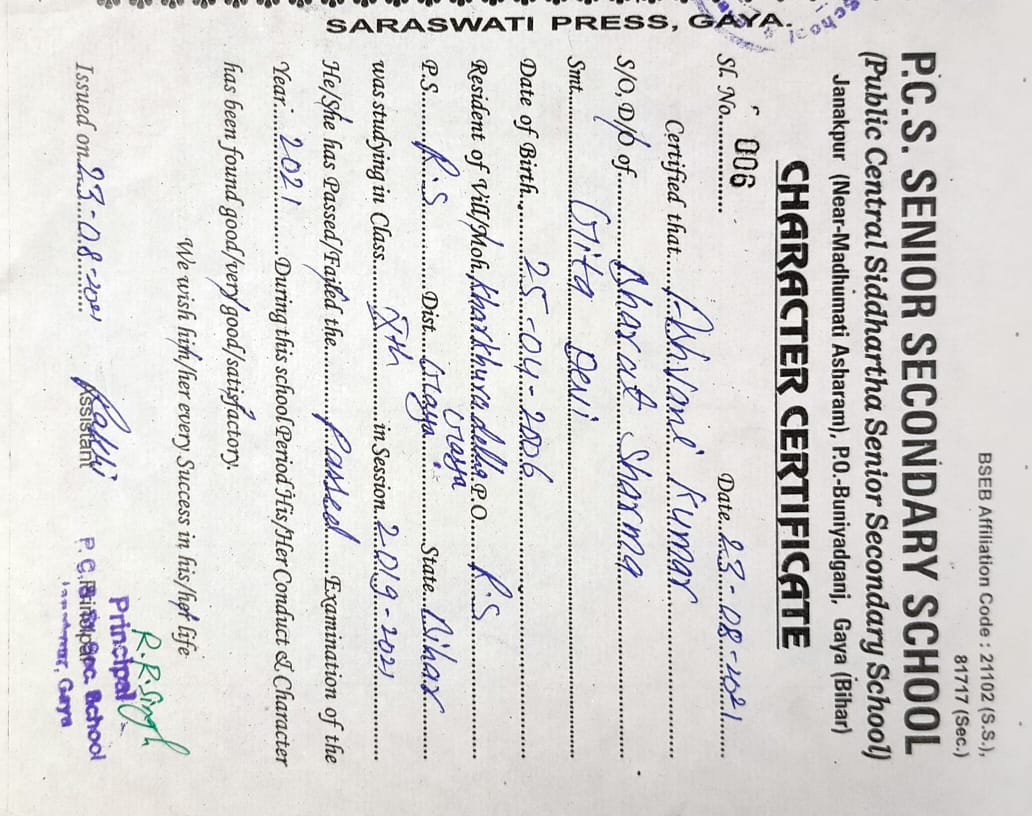 BSEB Affiliation Code : 21102 (S.S.),
81717 (Sec.)
P.C.S. SENIOR SECONDARY SCHOOL
(Public Central Siddhartha Senior Secondary School)
Janakpur (Near-Madhumati Asharam), P.O.-Buniyadganj, Gaya (Bihar)
CHARACTER CERTIFICATE
Sl. No. 006 Date 23-08-2021
Certified that Ashvani Kumar
S/O, D/O of Bharat Sharma
Smt. Gita Devi
Date of Birth 25-04-2006
Resident of Vill/Moh. Kharkhura delha P.O. R.S
Gaya
P.S. R.S Dist. Gaya State Bihar
was studying in Class Xth in Session 2019-2021
He/She has Passed/Failed the Passed Examination of the
Year 2021 During this school Period His/Her Conduct & Character
has been found good/very good/satisfactory.
We wish him/her every Success in his/her life
R.R.Singh
Principal
Issued on 23-08-2021 Rakhi Assistant Principal
P.C.S. Sr. Sec. School
Gaya
SARASWATI PRESS, GAYA.
School